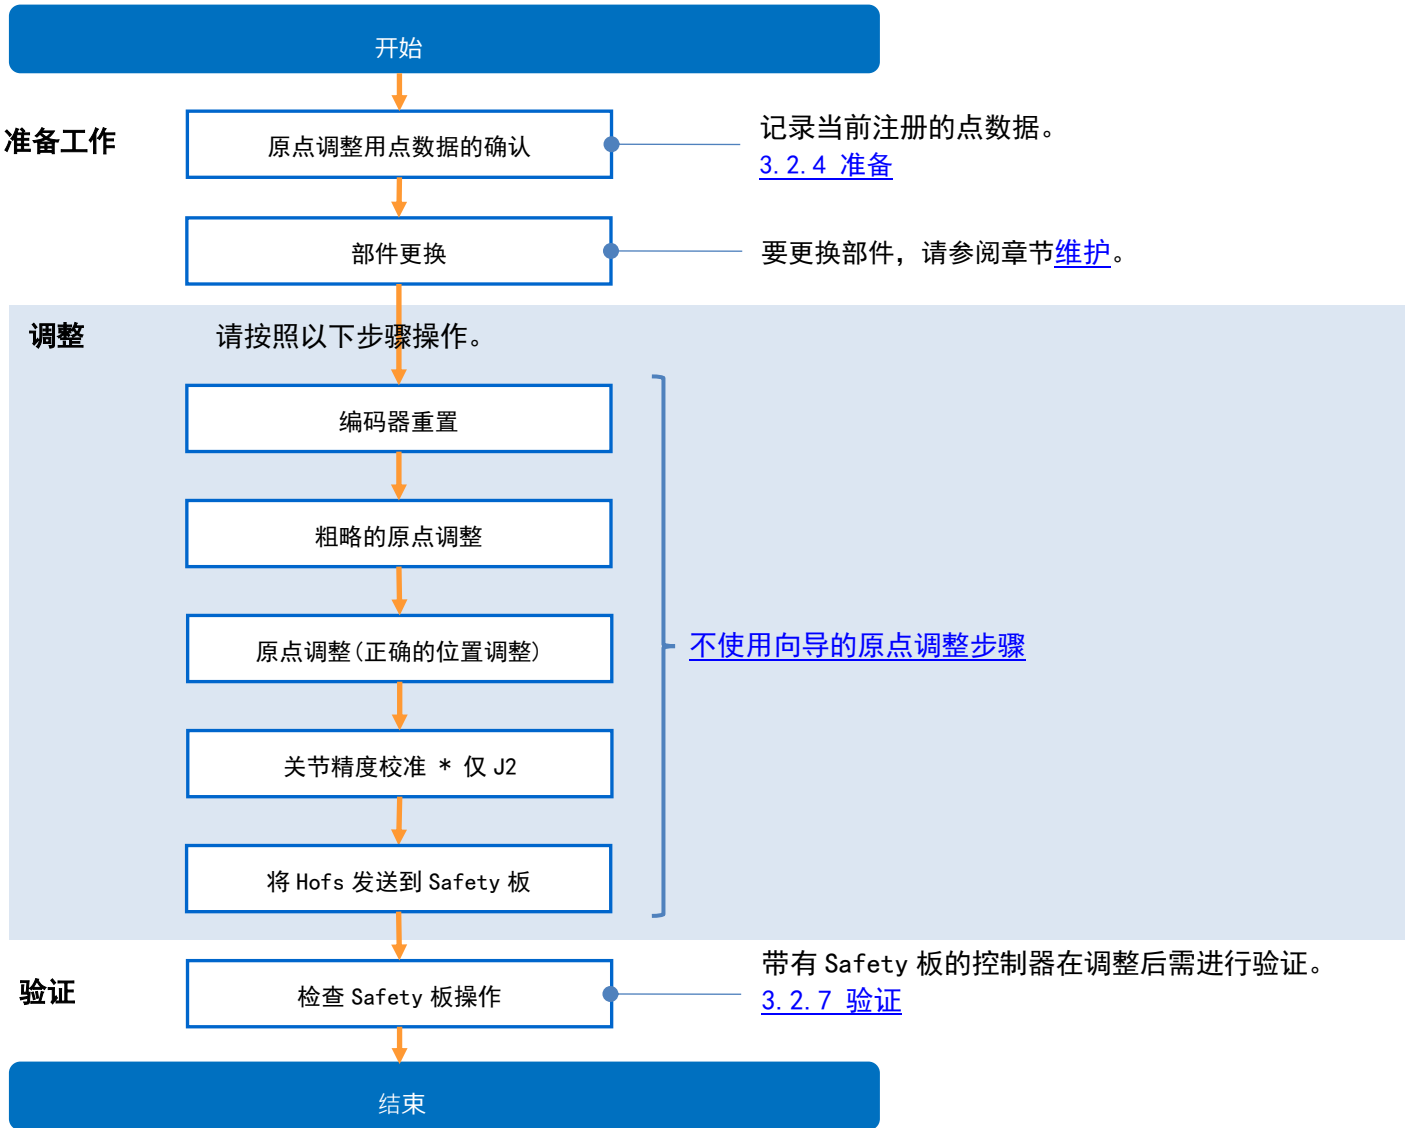 开始
准备工作
原点调整用点数据的确认
记录当前注册的点数据。
3.2.4 准备
部件更换
要更换部件，请参阅章节维护。
调整
请按照以下步骤操作。
编码器重置
粗略的原点调整
原点调整(正确的位置调整)
不使用向导的原点调整步骤
关节精度校准 * 仅 J2
将 Hofs 发送到 Safety 板
验证
检查 Safety 板操作
带有 Safety 板的控制器在调整后需进行验证。
3.2.7 验证
结束